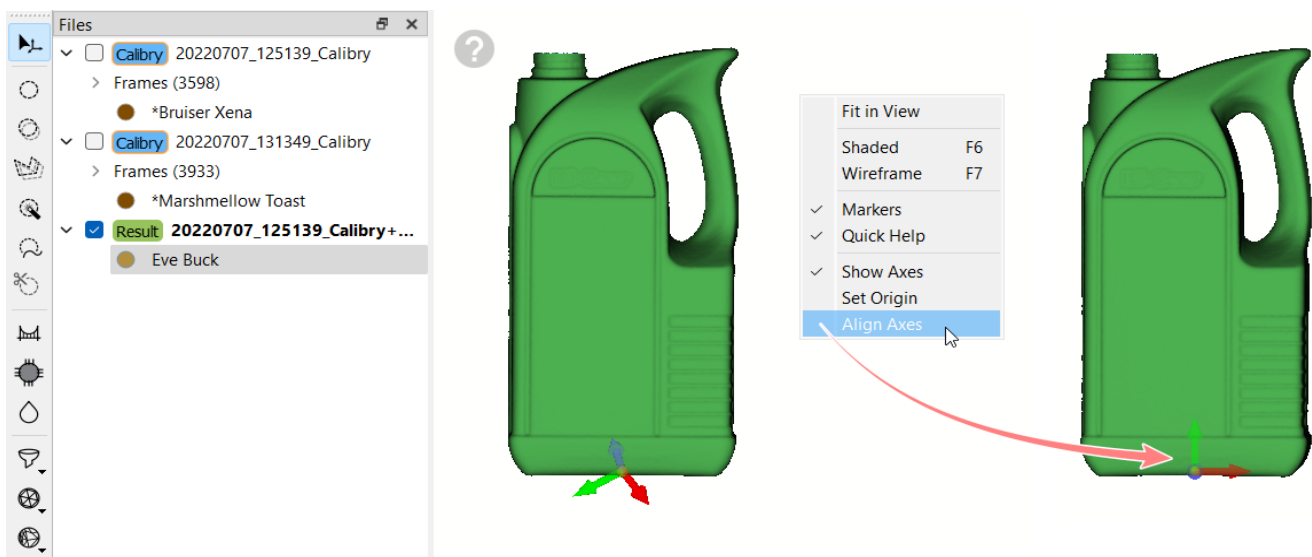 Files
Calibry 20220707_125139_Calibry
Frames (3598)
*Bruiser Xena
Calibry 20220707_131349_Calibry
Frames (3933)
*Marshmellow Toast
Result 20220707_125139_Calibry+...
Eve Buck
?
Fit in View
Shaded F6
Wireframe F7
Markers
Quick Help
Show Axes
Set Origin
Align Axes